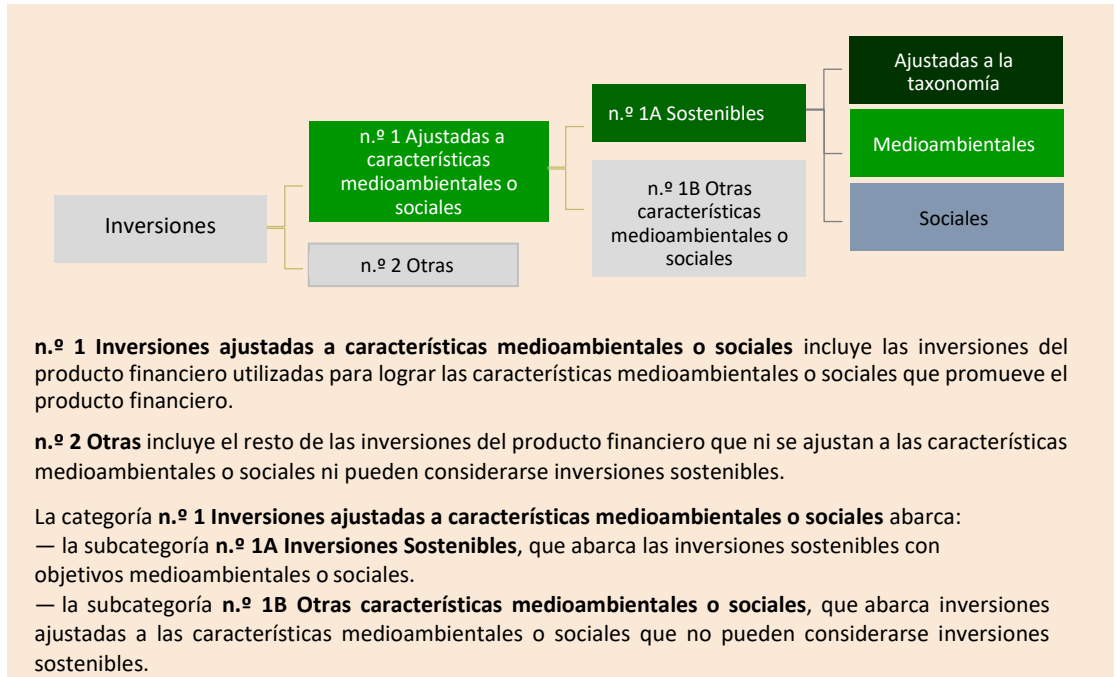 Inversiones
n.º 1 Ajustadas a
características
medioambientales o
sociales
n.º 2 Otras
n.º 1A Sostenibles
n.º 1B Otras
características
medioambientales o
sociales
Ajustadas a la
taxonomía
Medioambientales
Sociales
n.º 1 Inversiones ajustadas a características medioambientales o sociales incluye las inversiones del
producto financiero utilizadas para lograr las características medioambientales o sociales que promueve el
producto financiero.
n.º 2 Otras incluye el resto de las inversiones del producto financiero que ni se ajustan a las características
medioambientales o sociales ni pueden considerarse inversiones sostenibles.
La categoría n.º 1 Inversiones ajustadas a características medioambientales o sociales abarca:
— la subcategoría n.º 1A Inversiones Sostenibles, que abarca las inversiones sostenibles con
objetivos medioambientales o sociales.
— la subcategoría n.º 1B Otras características medioambientales o sociales, que abarca inversiones
ajustadas a las características medioambientales o sociales que no pueden considerarse inversiones
sostenibles.